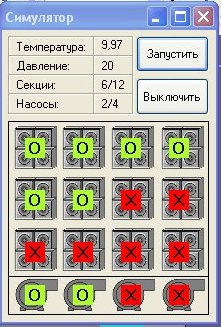 Симулятор
Температура: 9,97
Давление: 20
Секции: 6/12
Насосы: 2/4
Запустить
Выключить
O O O O
O O X X
X X X X
O O X X